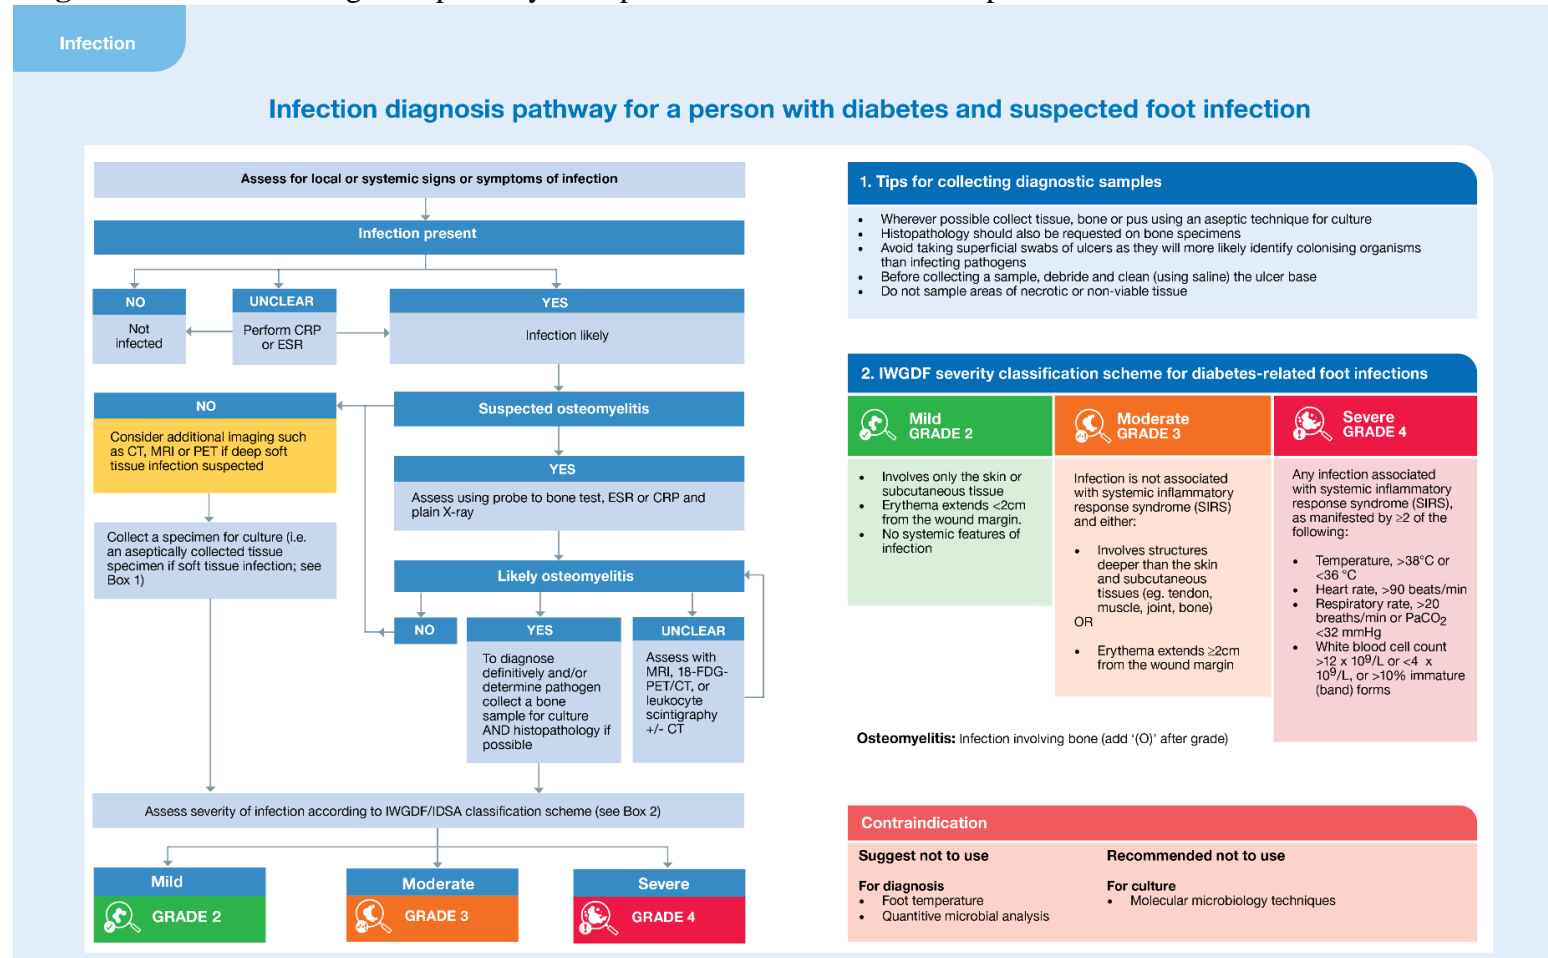 Infection
Infection diagnosis pathway for a person with diabetes and suspected foot infection
Assess for local or systemic signs or symptoms of infection
Infection present
NO
Not
infected
UNCLEAR
Perform CRP
or ESR
YES
Infection likely
Suspected osteomyelitis
NO
Consider additional imaging such
as CT, MRI or PET if deep soft
tissue infection suspected
YES
Assess using probe to bone test, ESR or CRP and
plain X-ray
Collect a specimen for culture (i.e.
an aseptically collected tissue
specimen if soft tissue infection; see
Box 1)
Likely osteomyelitis
NO
YES
To diagnose
definitively and/or
determine pathogen
collect a bone
sample for culture
AND histopathology if
possible
UNCLEAR
Assess with
MRI, 18-FDG-
PET/CT, or
leukocyte
scintigraphy
+/- CT
Assess severity of infection according to IWGDF/IDSA classification scheme (see Box 2)
Mild
GRADE 2
Moderate
GRADE 3
Severe
GRADE 4
1. Tips for collecting diagnostic samples
• Wherever possible collect tissue, bone or pus using an aseptic technique for culture
• Histopathology should also be requested on bone specimens
• Avoid taking superficial swabs of ulcers as they will more likely identify colonising organisms
than infecting pathogens
• Before collecting a sample, debride and clean (using saline) the ulcer base
• Do not sample areas of necrotic or non-viable tissue
2. IWGDF severity classification scheme for diabetes-related foot infections
Mild
GRADE 2
• Involves only the skin or
subcutaneous tissue
• Erythema extends <2cm
from the wound margin.
• No systemic features of
infection
Moderate
GRADE 3
Infection is not associated
with systemic inflammatory
response syndrome (SIRS)
and either:
• Involves structures
deeper than the skin
and subcutaneous
tissues (eg. tendon,
muscle, joint, bone)
OR
• Erythema extends ≥2cm
from the wound margin
Severe
GRADE 4
Any infection associated
with systemic inflammatory
response syndrome (SIRS),
as manifested by ≥2 of the
following:
• Temperature, >38°C or
<36 °C
• Heart rate, >90 beats/min
• Respiratory rate, >20
breaths/min or PaCO2
<32 mmHg
• White blood cell count
>12 x 10⁹/L or <4 x
10⁹/L, or >10% immature
(band) forms
Osteomyelitis: Infection involving bone (add '(O)' after grade)
Contraindication
Suggest not to use
For diagnosis
• Foot temperature
• Quantitive microbial analysis
Recommended not to use
For culture
• Molecular microbiology techniques